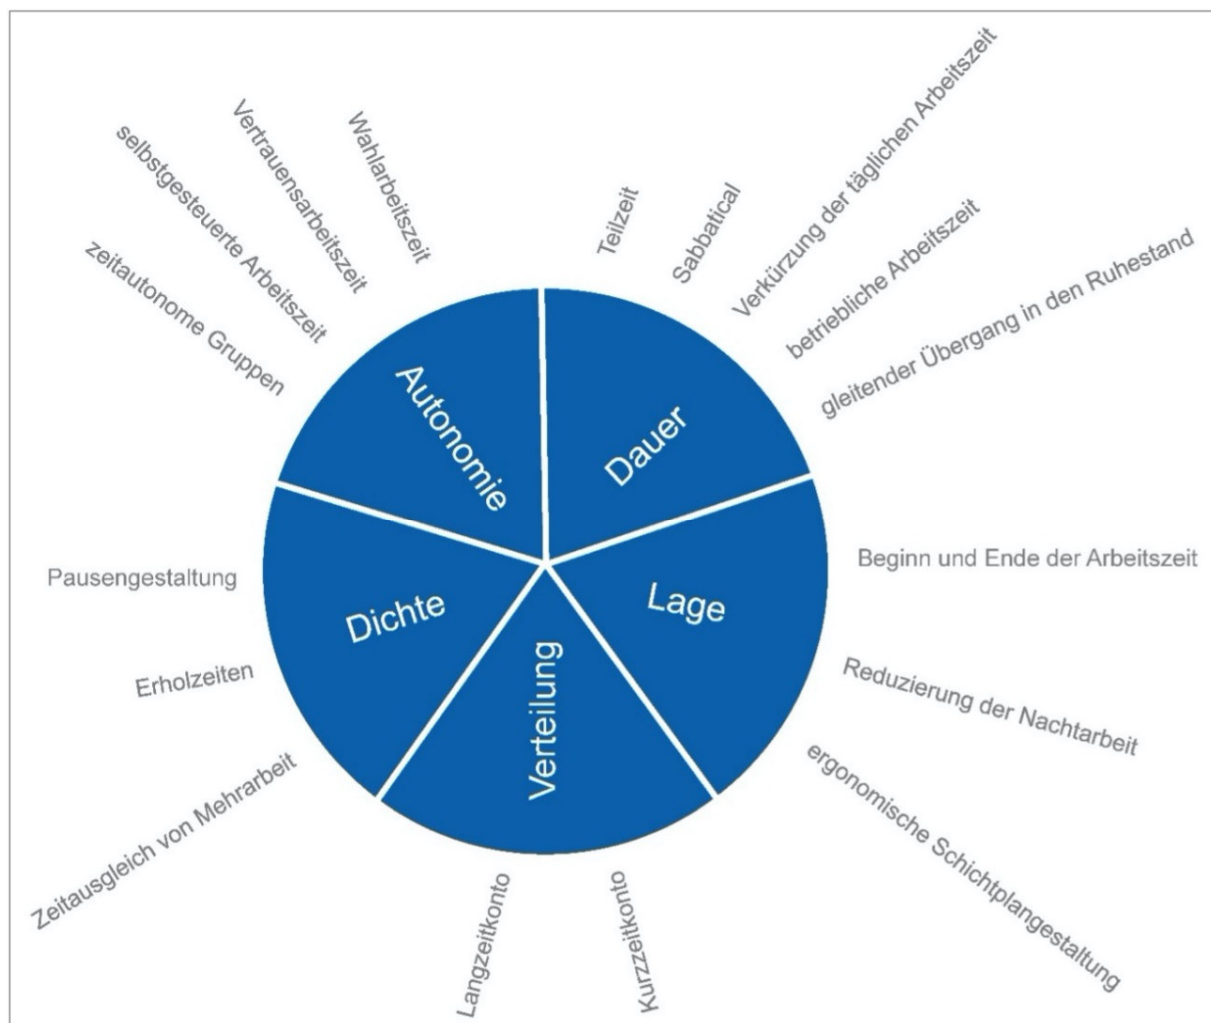 Autonomie
zeitautonome Gruppen
selbstgesteuerte Arbeitszeit
Vertrauensarbeitszeit
Wahlarbeitszeit
Dauer
Teilzeit
Sabbatical
Verkürzung der täglichen Arbeitszeit
betriebliche Arbeitszeit
gleitender Übergang in den Ruhestand
Lage
Beginn und Ende der Arbeitszeit
Reduzierung der Nachtarbeit
ergonomische Schichtplangestaltung
Verteilung
Kurzzeitkonto
Langzeitkonto
Dichte
Zeitausgleich von Mehrarbeit
Erholzeiten
Pausengestaltung